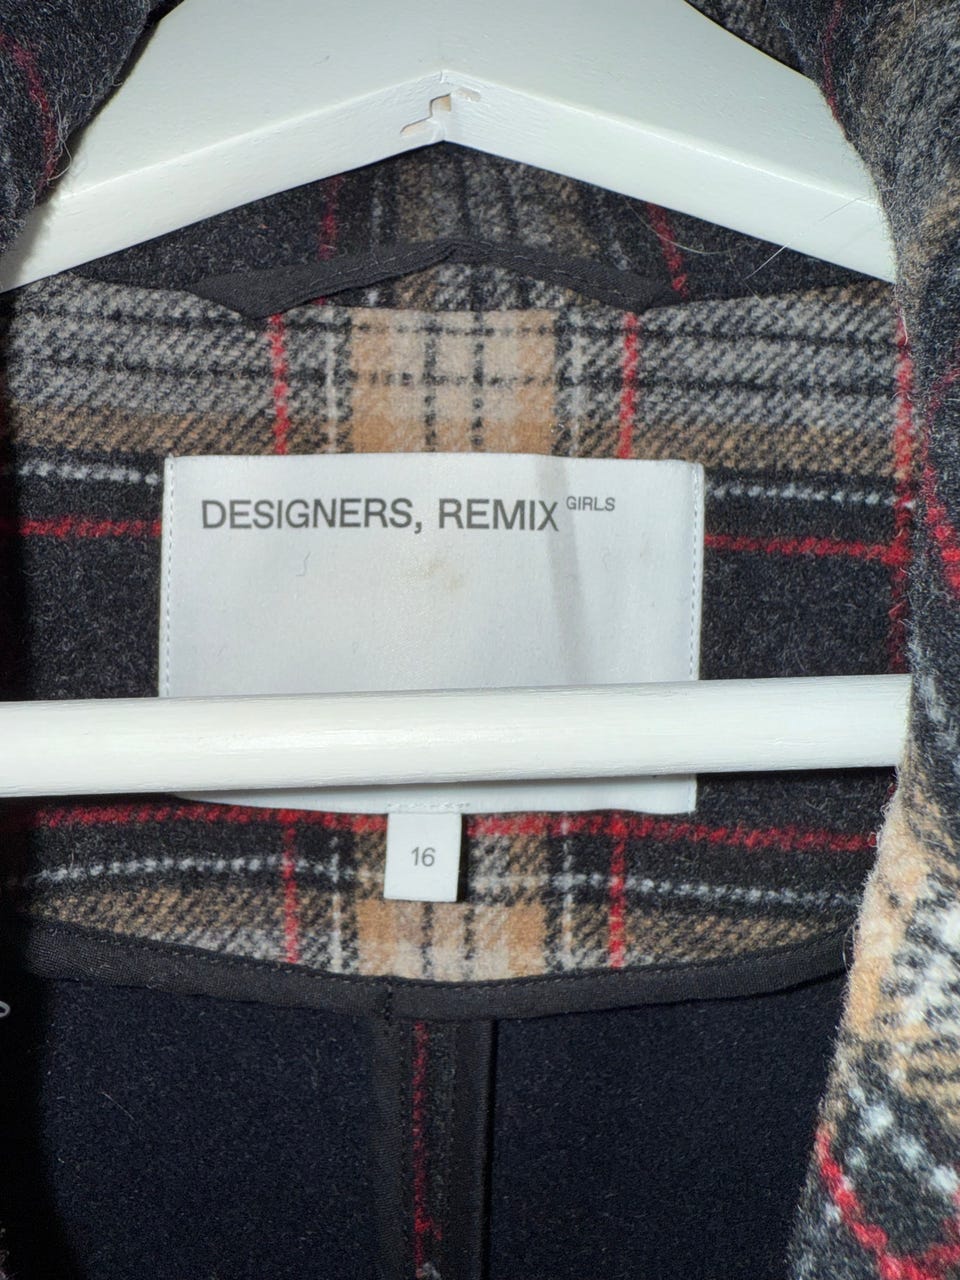 DESIGNERS, REMIX GIRLS
16